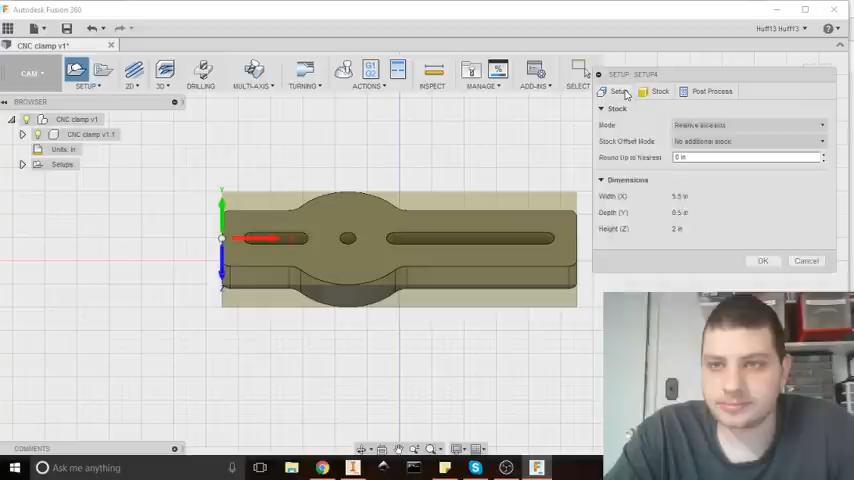 Autodesk Fusion 360
Huff13 Huff13
CNC clamp v1*
CAM
SETUP
2D
3D
DRILLING
MULTI-AXIS
TURNING
ACTIONS
INSPECT
MANAGE
ADD-INS
SELECT
G1
G2
BROWSER
CNC clamp v1
CNC clamp v1:1
Units: in
Setups
SETUP : SETUP4
Setup
Stock
Post Process
Stock
Mode
Relative size box
Stock Offset Mode
No additional stock
Round Up to Nearest
0 in
Dimensions
Width (X)
5.5 in
Depth (Y)
0.5 in
Height (Z)
2 in
OK
Cancel
Y
Z
COMMENTS
Ask me anything